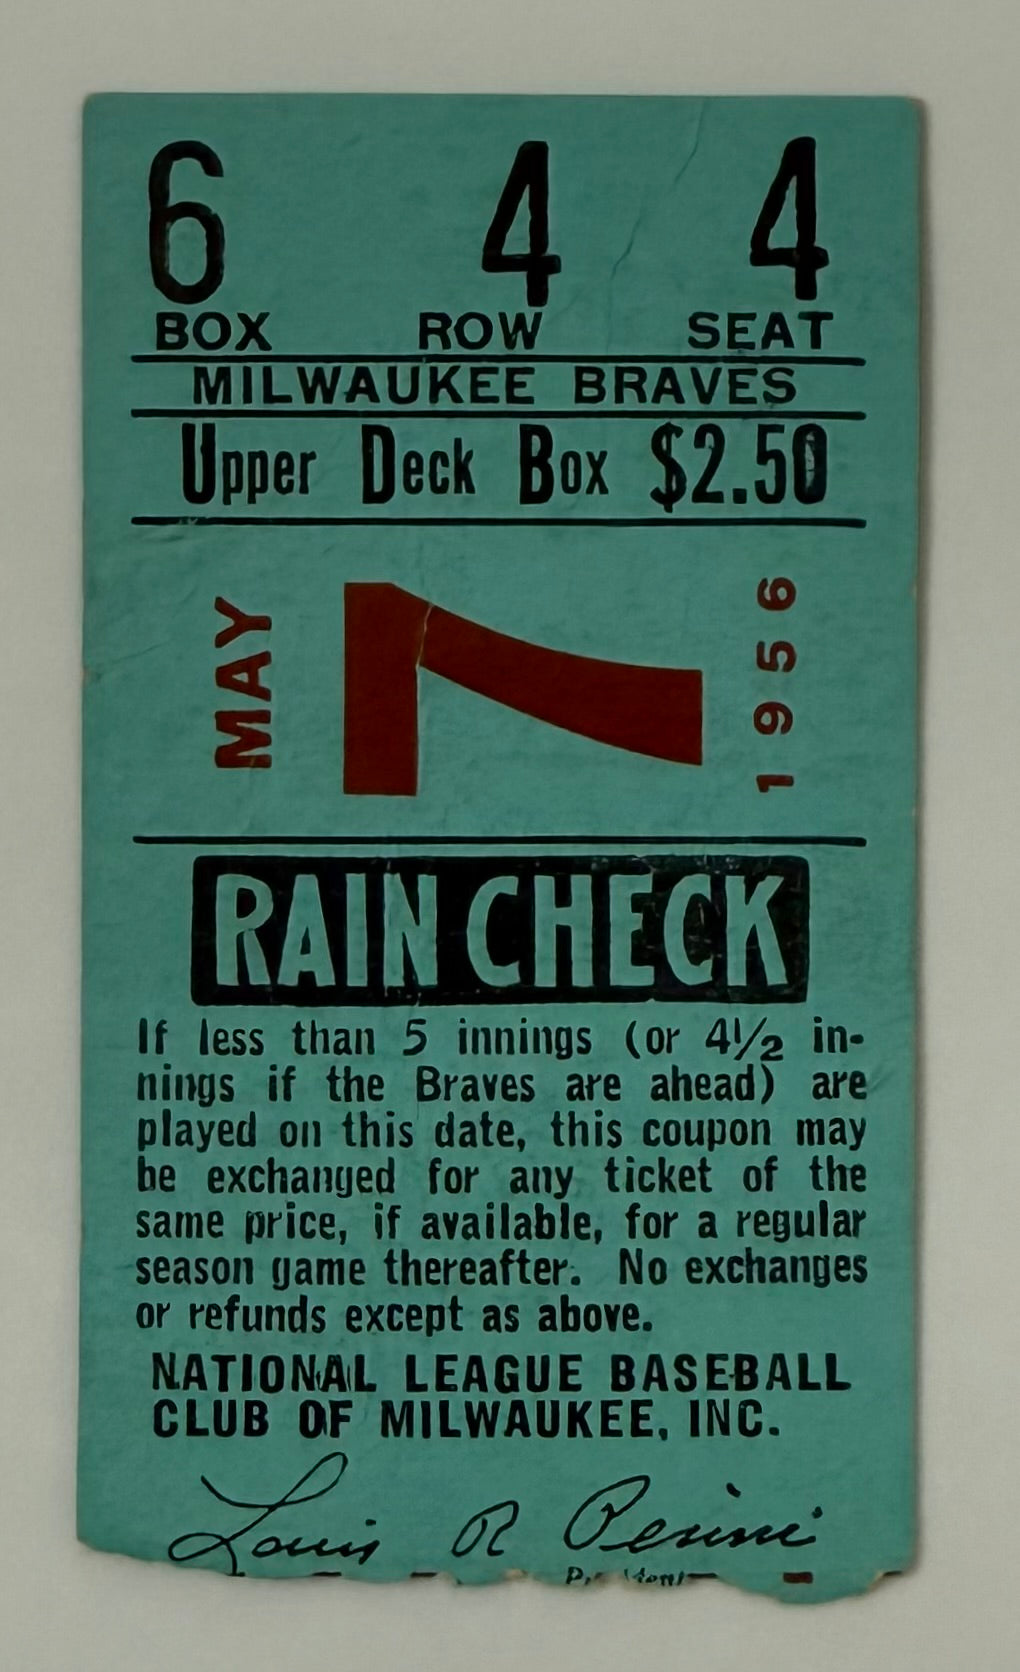 6 4 4
BOX ROW SEAT
MILWAUKEE BRAVES
Upper Deck Box $2.50
MAY 7 1956
RAIN CHECK
If less than 5 innings (or 4½ in-
nings if the Braves are ahead) are
played on this date, this coupon may
be exchanged for any ticket of the
same price, if available, for a regular
season game thereafter. No exchanges
or refunds except as above.
NATIONAL LEAGUE BASEBALL
CLUB OF MILWAUKEE, INC.
Louis R Perini
President